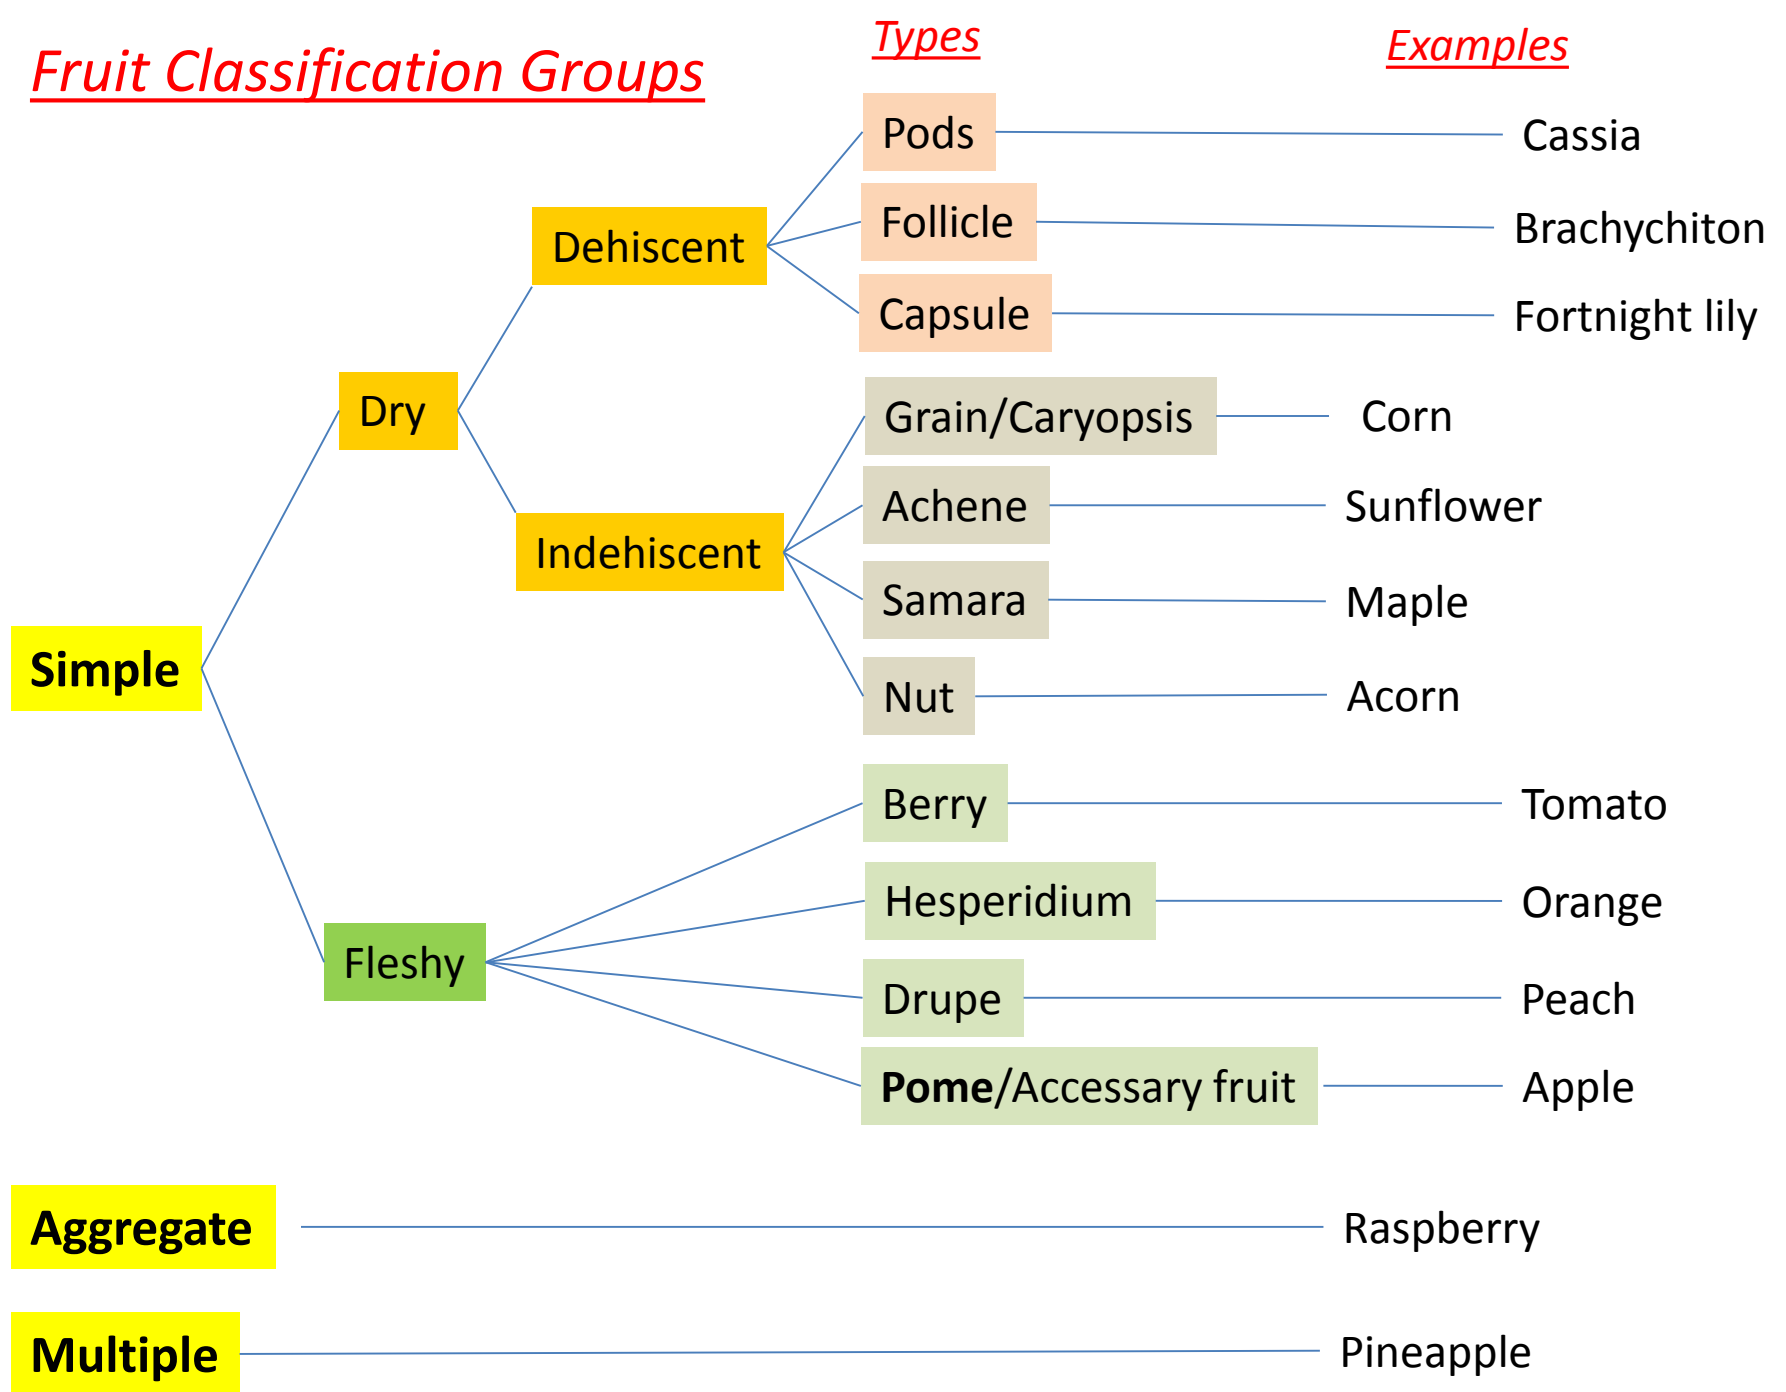 Fruit Classification Groups
Types
Examples
Pods
Cassia
Follicle
Brachychiton
Dehiscent
Capsule
Fortnight lily
Dry
Grain/Caryopsis
Corn
Achene
Sunflower
Indehiscent
Samara
Maple
Simple
Nut
Acorn
Berry
Tomato
Hesperidium
Orange
Fleshy
Drupe
Peach
Pome/Accessary fruit
Apple
Aggregate
Raspberry
Multiple
Pineapple